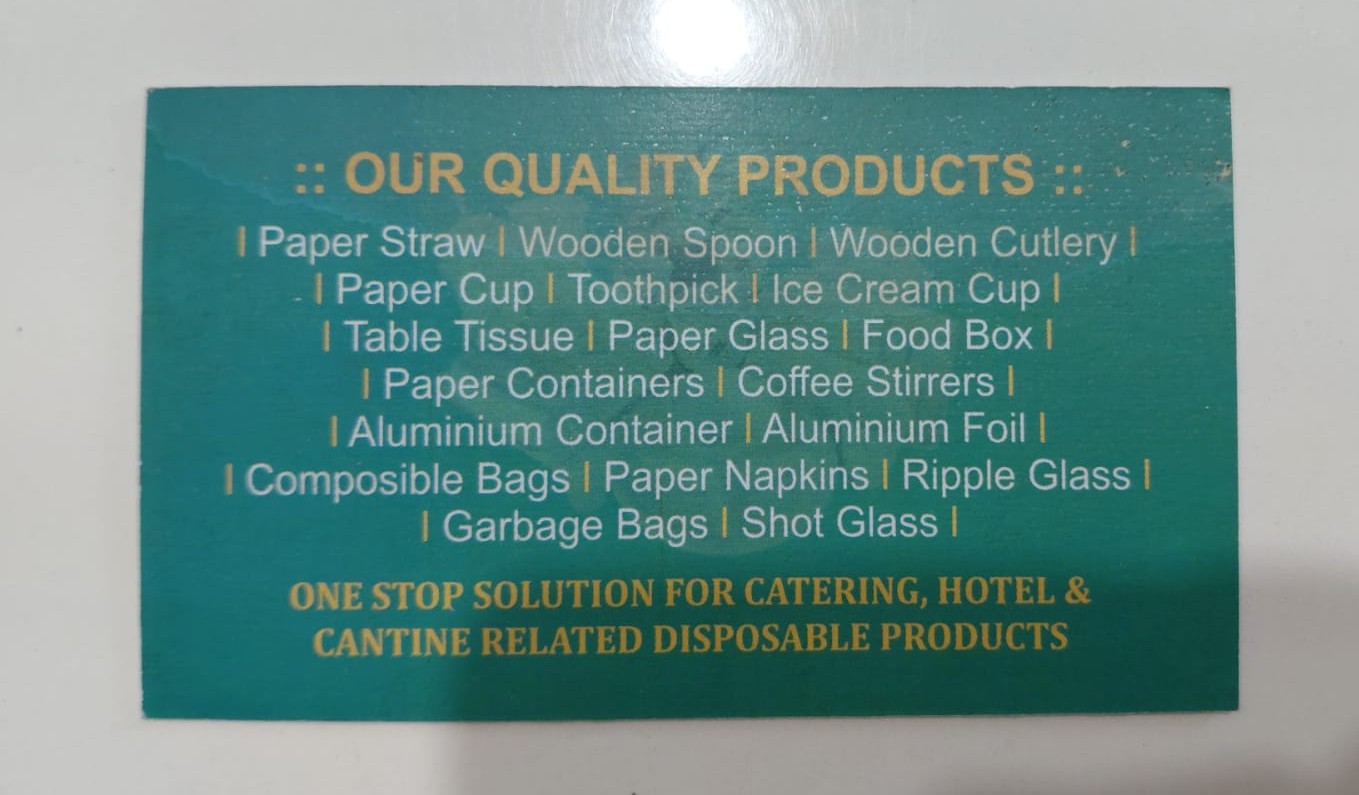 :: OUR QUALITY PRODUCTS ::
| Paper Straw | Wooden Spoon | Wooden Cutlery |
| Paper Cup | Toothpick | Ice Cream Cup |
| Table Tissue | Paper Glass | Food Box |
| Paper Containers | Coffee Stirrers |
| Aluminium Container | Aluminium Foil |
| Composible Bags | Paper Napkins | Ripple Glass |
| Garbage Bags | Shot Glass |
ONE STOP SOLUTION FOR CATERING, HOTEL &
CANTINE RELATED DISPOSABLE PRODUCTS